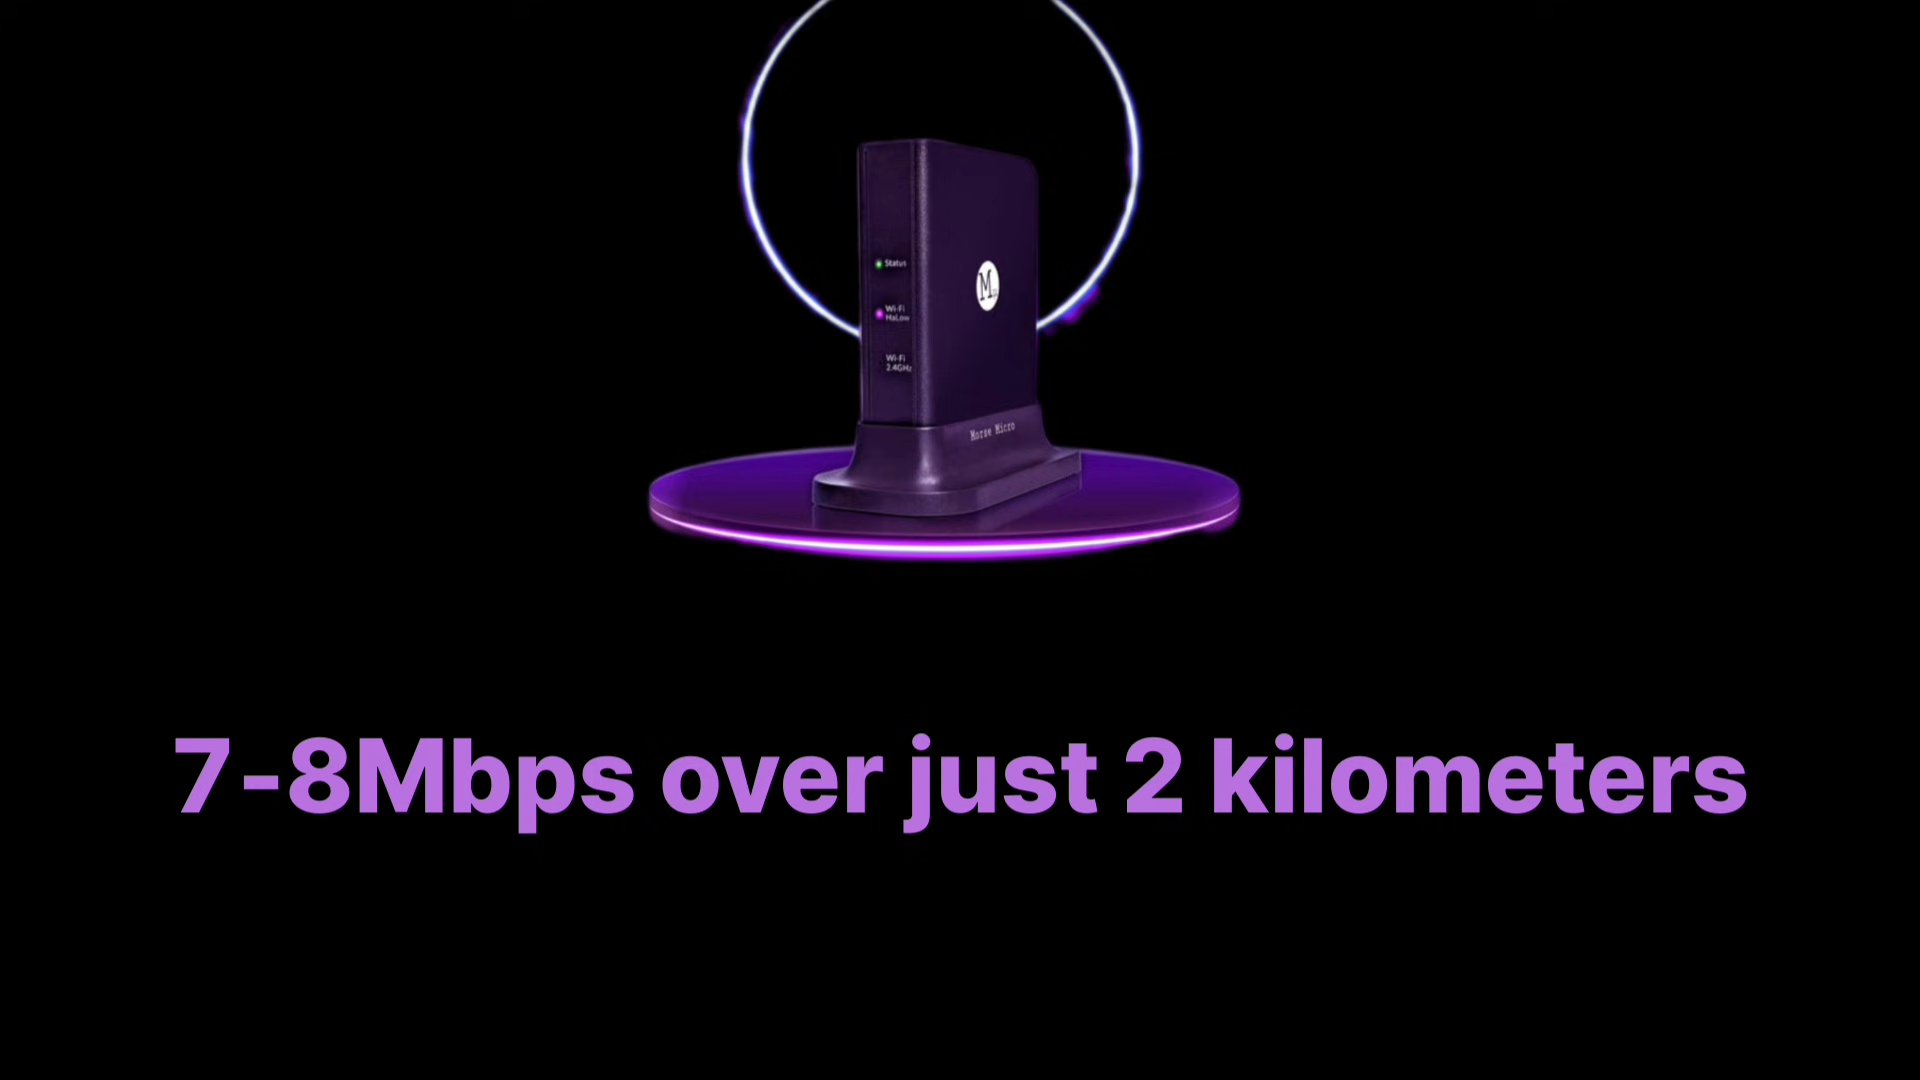 Status
Wi-Fi
HaLow
Wi-Fi
2.4GHz
M
Morse Micro
7-8Mbps over just 2 kilometers